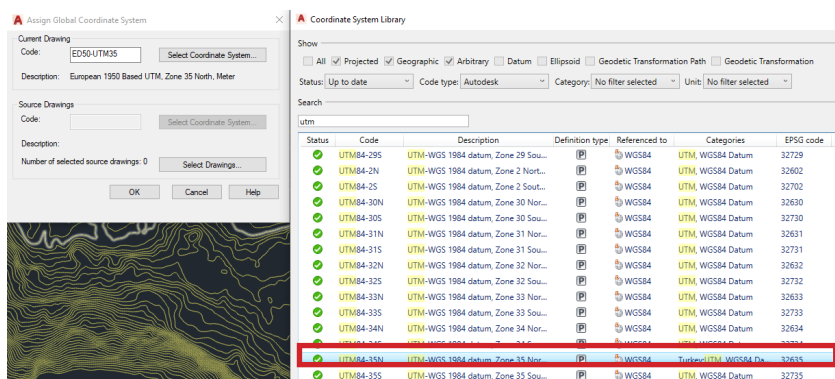 Assign Global Coordinate System
Current Drawing
Code: ED50-UTM35 Select Coordinate System...
Description: European 1950 Based UTM, Zone 35 North, Meter
Source Drawings
Code: Select Coordinate System...
Description:
Number of selected source drawings: 0 Select Drawings...
OK Cancel Help
Coordinate System Library
Show
All Projected Geographic Arbitrary Datum Ellipsoid Geodetic Transformation Path Geodetic Transformation
Status: Up to date Code type: Autodesk Category: No filter selected Unit: No filter selected
Search
utm
Status Code Description Definition type Referenced to Categories EPSG code
UTM84-29S UTM-WGS 1984 datum, Zone 29 Sou... P WGS84 UTM, WGS84 Datum 32729
UTM84-2N UTM-WGS 1984 datum, Zone 2 Nort... P WGS84 UTM, WGS84 Datum 32602
UTM84-2S UTM-WGS 1984 datum, Zone 2 Sout... P WGS84 UTM, WGS84 Datum 32702
UTM84-30N UTM-WGS 1984 datum, Zone 30 Nor... P WGS84 UTM, WGS84 Datum 32630
UTM84-30S UTM-WGS 1984 datum, Zone 30 Sou... P WGS84 UTM, WGS84 Datum 32730
UTM84-31N UTM-WGS 1984 datum, Zone 31 Nor... P WGS84 UTM, WGS84 Datum 32631
UTM84-31S UTM-WGS 1984 datum, Zone 31 Sou... P WGS84 UTM, WGS84 Datum 32731
UTM84-32N UTM-WGS 1984 datum, Zone 32 Nor... P WGS84 UTM, WGS84 Datum 32632
UTM84-32S UTM-WGS 1984 datum, Zone 32 Sou... P WGS84 UTM, WGS84 Datum 32732
UTM84-33N UTM-WGS 1984 datum, Zone 33 Nor... P WGS84 UTM, WGS84 Datum 32633
UTM84-33S UTM-WGS 1984 datum, Zone 33 Sou... P WGS84 UTM, WGS84 Datum 32733
UTM84-34N UTM-WGS 1984 datum, Zone 34 Nor... P WGS84 UTM, WGS84 Datum 32634
UTM84-35N UTM-WGS 1984 datum, Zone 35 Nor... P WGS84 Turkey; UTM, WGS84 Da... 32635
UTM84-35S UTM-WGS 1984 datum, Zone 35 Sou... P WGS84 UTM, WGS84 Datum 32735